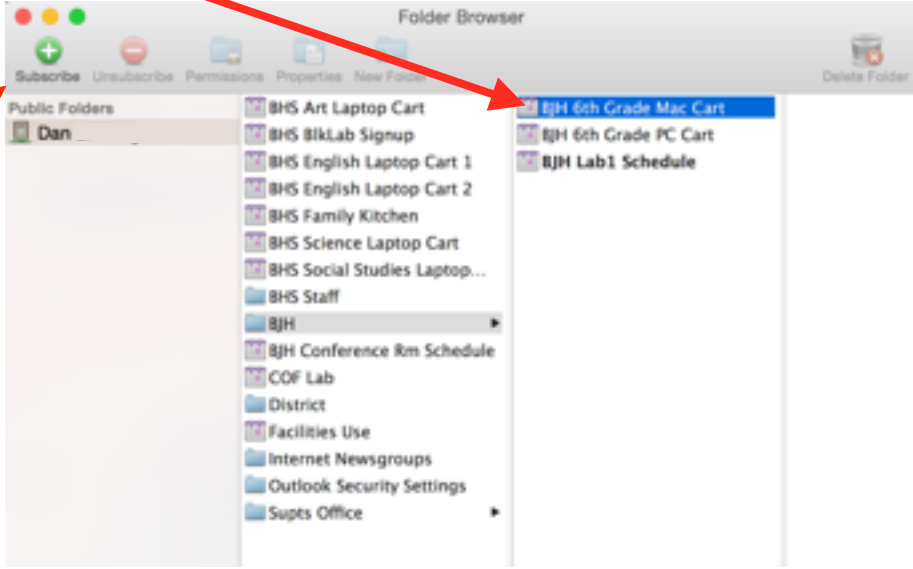 Folder Browser
Subscribe Unsubscribe Permissions Properties New Folder Delete Folder
Public Folders
Dan
BHS Art Laptop Cart
BHS BlkLab Signup
BHS English Laptop Cart 1
BHS English Laptop Cart 2
BHS Family Kitchen
BHS Science Laptop Cart
BHS Social Studies Laptop...
BHS Staff
BJH
BJH Conference Rm Schedule
COF Lab
District
Facilities Use
Internet Newsgroups
Outlook Security Settings
Supts Office
BJH 6th Grade Mac Cart
BJH 6th Grade PC Cart
BJH Lab1 Schedule